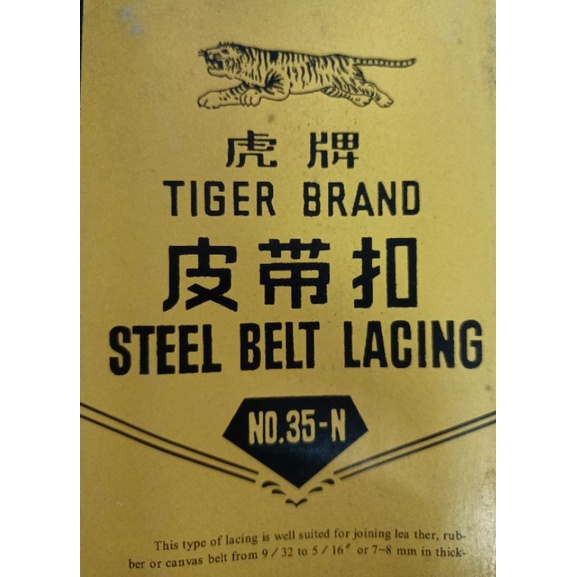 虎牌
TIGER BRAND
皮带扣
STEEL BELT LACING
NO.35-N
This type of lacing is well suited for joining lea ther, rub-
ber or canvas belt from 9/32 to 5/16" or 7-8 mm in thick-